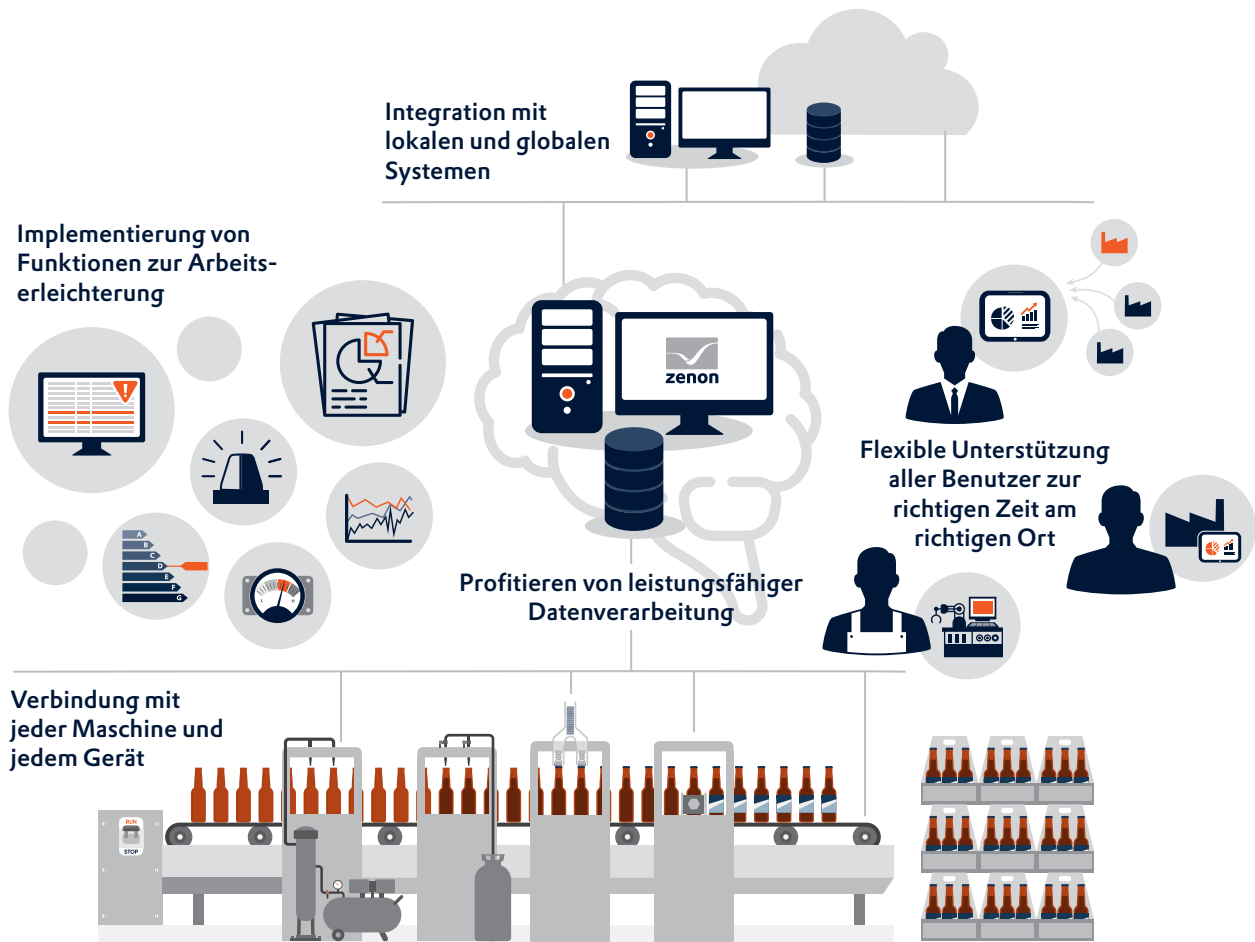 Integration mit
lokalen und globalen
Systemen
Implementierung von
Funktionen zur Arbeits-
erleichterung
zenon
Flexible Unterstützung
aller Benutzer zur
richtigen Zeit am
richtigen Ort
A
B
C
D
E
F
G
L
H
Profitieren von leistungsfähiger
Datenverarbeitung
Verbindung mit
jeder Maschine und
jedem Gerät
RUN
STOP